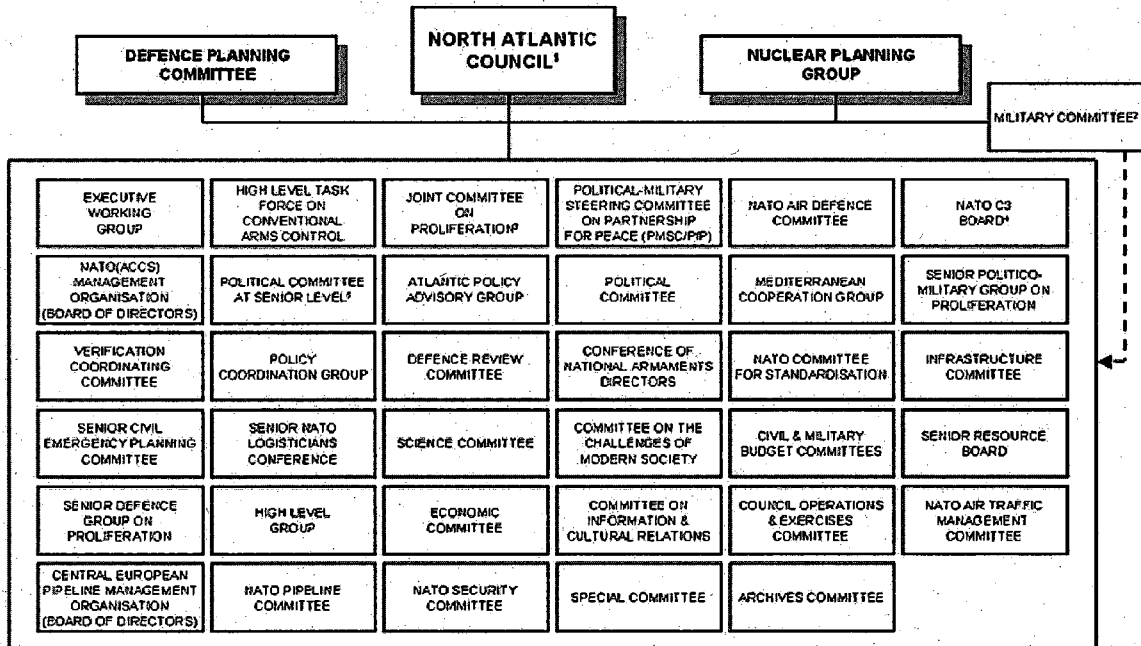 DEFENCE PLANNING
COMMITTEE
NORTH ATLANTIC
COUNCIL¹
NUCLEAR PLANNING
GROUP
MILITARY COMMITTEE²
EXECUTIVE
WORKING
GROUP
HIGH LEVEL TASK
FORCE ON
CONVENTIONAL
ARMS CONTROL
JOINT COMMITTEE
ON
PROLIFERATION³
POLITICAL-MILITARY
STEERING COMMITTEE
ON PARTNERSHIP
FOR PEACE (PMSC/PfP)
NATO AIR DEFENCE
COMMITTEE
NATO C3
BOARD⁴
NATO(ACCS)
MANAGEMENT
ORGANISATION
(BOARD OF DIRECTORS)
POLITICAL COMMITTEE
AT SENIOR LEVEL⁵
ATLANTIC POLICY
ADVISORY GROUP
POLITICAL
COMMITTEE
MEDITERRANEAN
COOPERATION GROUP
SENIOR POLITICO-
MILITARY GROUP ON
PROLIFERATION
VERIFICATION
COORDINATING
COMMITTEE
POLICY
COORDINATION GROUP
DEFENCE REVIEW
COMMITTEE
CONFERENCE OF
NATIONAL ARMAMENTS
DIRECTORS
NATO COMMITTEE
FOR STANDARDISATION
INFRASTRUCTURE
COMMITTEE
SENIOR CIVIL
EMERGENCY PLANNING
COMMITTEE
SENIOR NATO
LOGISTICIANS
CONFERENCE
SCIENCE COMMITTEE
COMMITTEE ON THE
CHALLENGES OF
MODERN SOCIETY
CIVIL & MILITARY
BUDGET COMMITTEES
SENIOR RESOURCE
BOARD
SENIOR DEFENCE
GROUP ON
PROLIFERATION
HIGH LEVEL
GROUP
ECONOMIC
COMMITTEE
COMMITTEE ON
INFORMATION &
CULTURAL RELATIONS
COUNCIL OPERATIONS
& EXERCISES
COMMITTEE
NATO AIR TRAFFIC
MANAGEMENT
COMMITTEE
CENTRAL EUROPEAN
PIPELINE MANAGEMENT
ORGANISATION
(BOARD OF DIRECTORS)
NATO PIPELINE
COMMITTEE
NATO SECURITY
COMMITTEE
SPECIAL COMMITTEE
ARCHIVES COMMITTEE